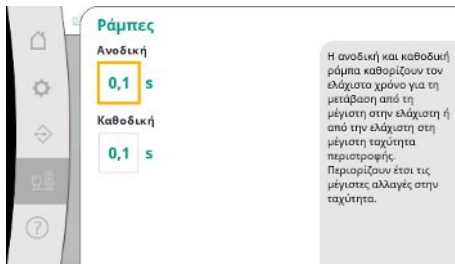 Ράμπες
Ανοδική
0,1 s
Καθοδική
0,1 s
Η ανοδική και καθοδική
ράμπα καθορίζουν τον
ελάχιστο χρόνο για τη
μετάβαση από τη
μέγιστη στην ελάχιστη ή
από την ελάχιστη στη
μέγιστη ταχύτητα
περιστροφής.
Περιορίζουν έτσι τις
μέγιστες αλλαγές στην
ταχύτητα.
?